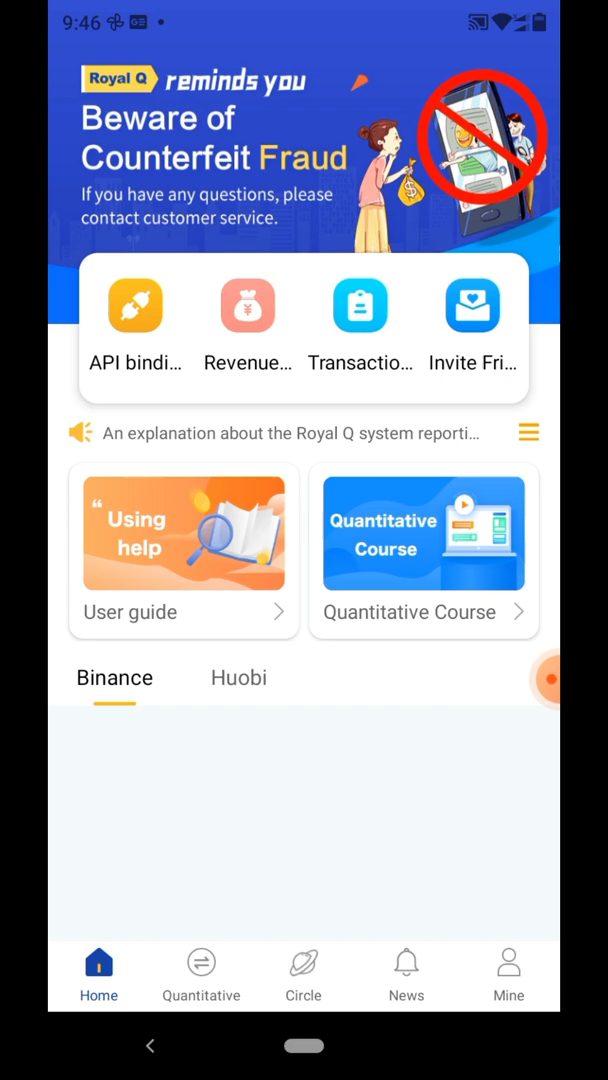 9:46
Royal Q reminds you
Beware of
Counterfeit Fraud
If you have any questions, please
contact customer service.
API bindi... Revenue... Transactio... Invite Fri...
An explanation about the Royal Q system reporti...
“ Using
help
Quantitative
Course
User guide
Quantitative Course
Binance Huobi
Home Quantitative Circle News Mine